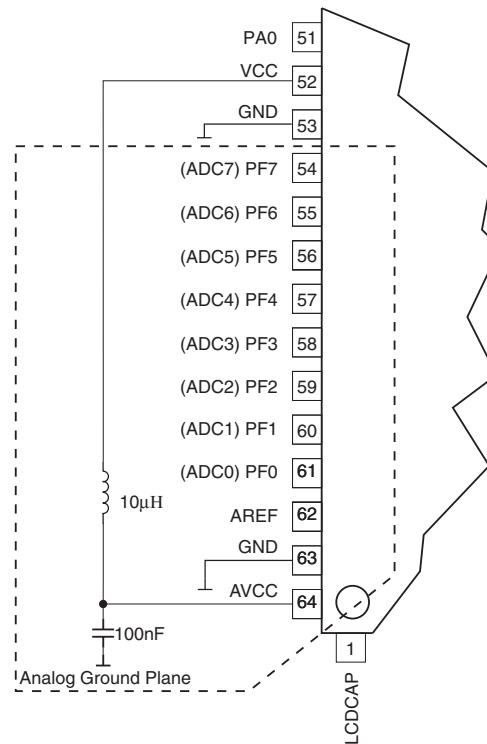 PA0 51
VCC 52
GND 53
(ADC7) PF7 54
(ADC6) PF6 55
(ADC5) PF5 56
(ADC4) PF4 57
(ADC3) PF3 58
(ADC2) PF2 59
(ADC1) PF1 60
(ADC0) PF0 61
10μH
AREF 62
GND 63
AVCC 64
100nF
1
Analog Ground Plane
LCDCAP